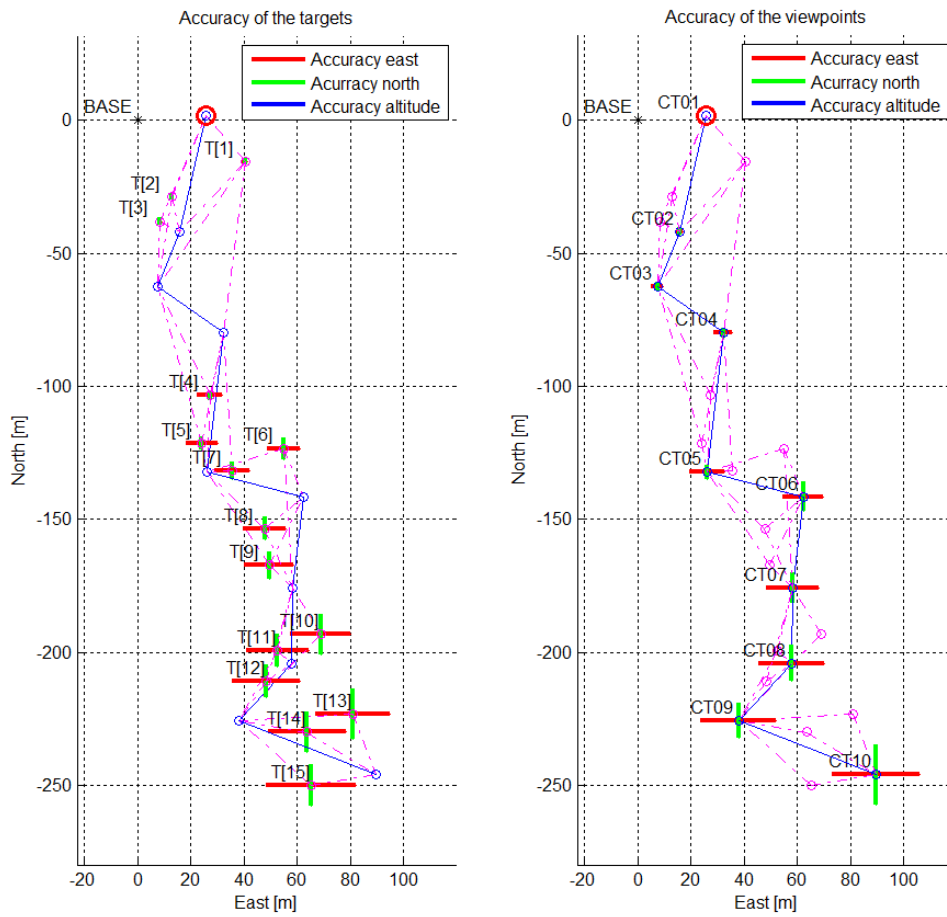 Accuracy of the targets
Accuracy east
Acurracy north
Accuracy altitude
BASE
T[1]
T[2]
T[3]
T[4]
T[5]
T[6]
T[7]
T[8]
T[9]
T[10]
T[11]
T[12]
T[13]
T[14]
T[15]
0
-50
-100
-150
-200
-250
North [m]
-20 0 20 40 60 80 100
East [m]
Accuracy of the viewpoints
Accuracy east
Acurracy north
Accuracy altitude
BASE
CT01
CT02
CT03
CT04
CT05
CT06
CT07
CT08
CT09
CT10
0
-50
-100
-150
-200
-250
North [m]
-20 0 20 40 60 80 100
East [m]